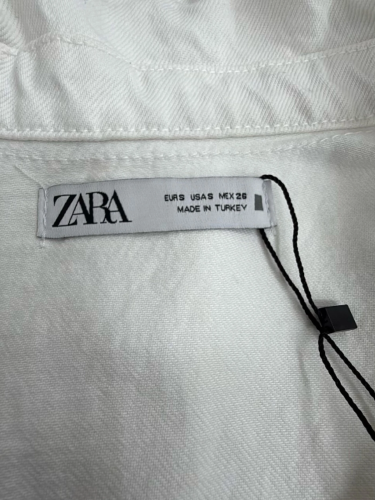 ZARA
EUR S USA S MEX 26
MADE IN TURKEY